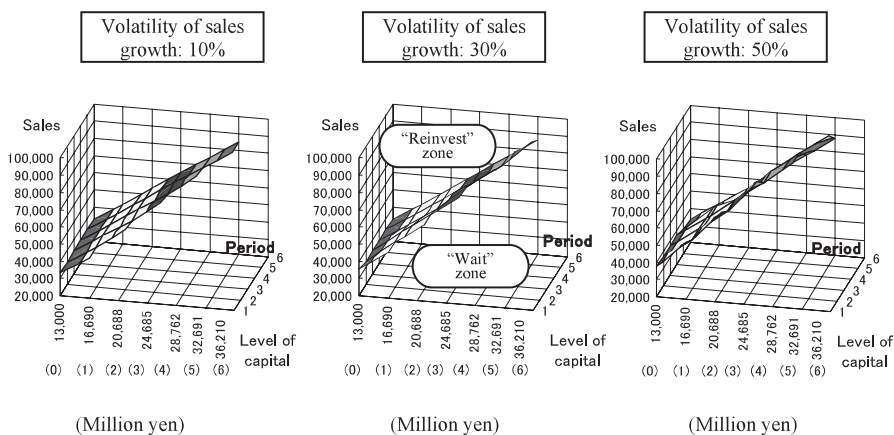 Volatility of sales
growth: 10%
Sales
100,000
90,000
80,000
70,000
60,000
50,000
40,000
30,000
20,000
Period
6
5
4
3
2
1
13,000
16,690
20,688
24,685
28,762
32,691
36,210
Level of
capital
(0) (1) (2) (3) (4) (5) (6)
(Million yen)
Volatility of sales
growth: 30%
Sales
"Reinvest"
zone
100,000
90,000
80,000
70,000
60,000
50,000
40,000
30,000
20,000
"Wait"
zone
Period
6
5
4
3
2
1
13,000
16,690
20,688
24,685
28,762
32,691
36,210
Level of
capital
(0) (1) (2) (3) (4) (5) (6)
(Million yen)
Volatility of sales
growth: 50%
Sales
100,000
90,000
80,000
70,000
60,000
50,000
40,000
30,000
20,000
Period
6
5
4
3
2
1
13,000
16,690
20,688
24,685
28,762
32,691
36,210
Level of
capital
(0) (1) (2) (3) (4) (5) (6)
(Million yen)